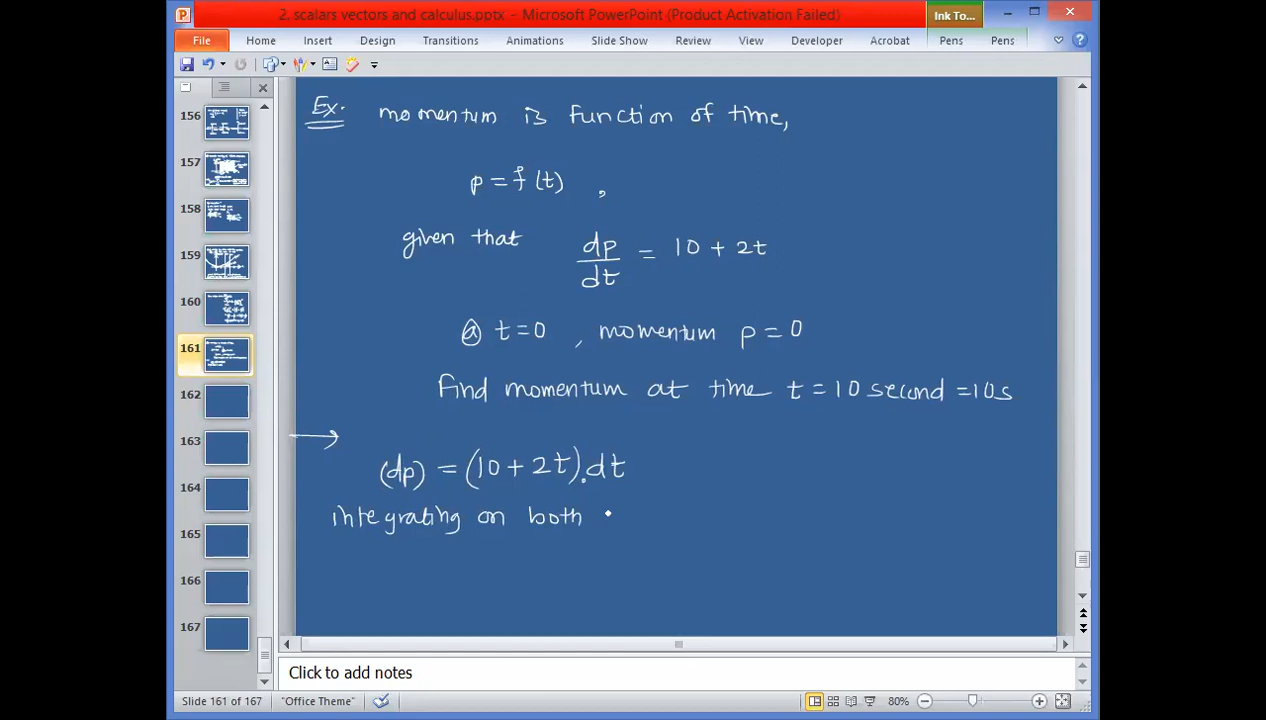 2. scalars vectors and calculus.pptx - Microsoft PowerPoint (Product Activation Failed)
Ink To...
File Home Insert Design Transitions Animations Slide Show Review View Developer Acrobat Pens Pens
156
157
158
159
160
161
162
163
164
165
166
167
Ex. momentum is function of time,
p = f(t) ,
given that dp/dt = 10 + 2t
@ t=0 , momentum p = 0
Find momentum at time t = 10 second = 10s
→
(dp) = (10 + 2t).dt
integrating on both
Click to add notes
Slide 161 of 167 "Office Theme" 80%